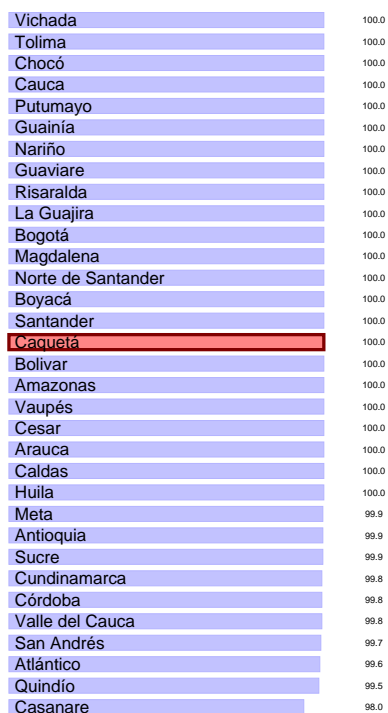 Vichada 100.0
Tolima 100.0
Chocó 100.0
Cauca 100.0
Putumayo 100.0
Guainía 100.0
Nariño 100.0
Guaviare 100.0
Risaralda 100.0
La Guajira 100.0
Bogotá 100.0
Magdalena 100.0
Norte de Santander 100.0
Boyacá 100.0
Santander 100.0
Caquetá 100.0
Bolivar 100.0
Amazonas 100.0
Vaupés 100.0
Cesar 100.0
Arauca 100.0
Caldas 100.0
Huila 100.0
Meta 99.9
Antioquia 99.9
Sucre 99.9
Cundinamarca 99.8
Córdoba 99.8
Valle del Cauca 99.8
San Andrés 99.7
Atlántico 99.6
Quindío 99.5
Casanare 98.0